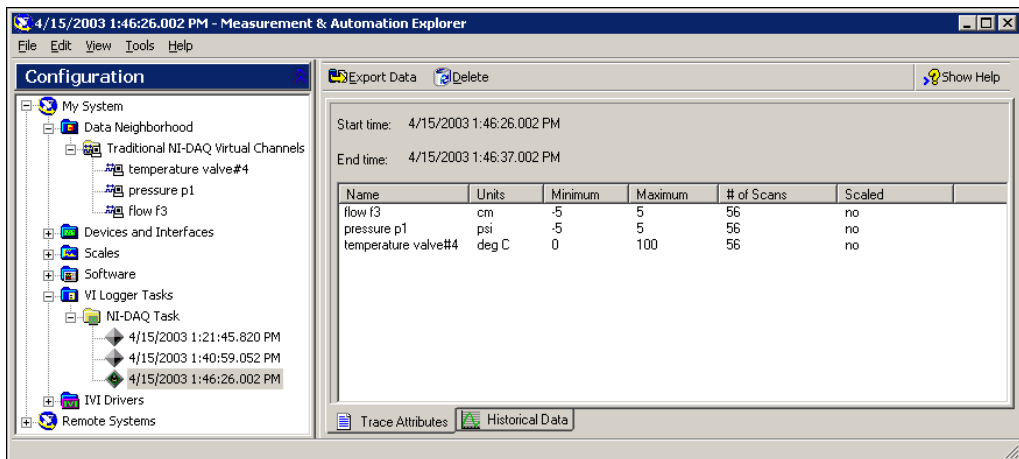 4/15/2003 1:46:26.002 PM - Measurement & Automation Explorer
File Edit View Tools Help
Configuration
Export Data Delete Show Help
My System
Data Neighborhood
Traditional NI-DAQ Virtual Channels
temperature valve#4
pressure p1
flow f3
Devices and Interfaces
Scales
Software
VI Logger Tasks
NI-DAQ Task
4/15/2003 1:21:45.820 PM
4/15/2003 1:40:59.052 PM
4/15/2003 1:46:26.002 PM
IVI Drivers
Remote Systems
Start time: 4/15/2003 1:46:26.002 PM
End time: 4/15/2003 1:46:37.002 PM
Name Units Minimum Maximum # of Scans Scaled
flow f3 cm -5 5 56 no
pressure p1 psi -5 5 56 no
temperature valve#4 deg C 0 100 56 no
Trace Attributes Historical Data